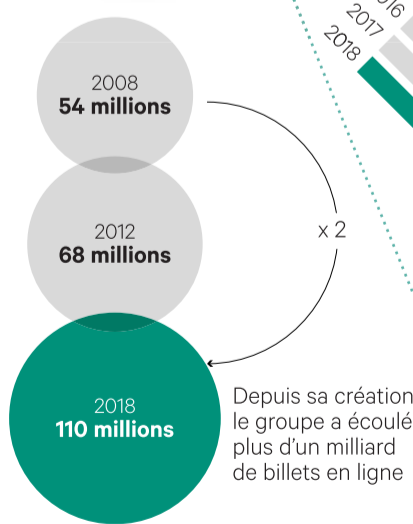 2017
2018
2008
54 millions
2012
68 millions
x 2
2018
110 millions
Depuis sa création
le groupe a écoulé
plus d'un milliard
de billets en ligne